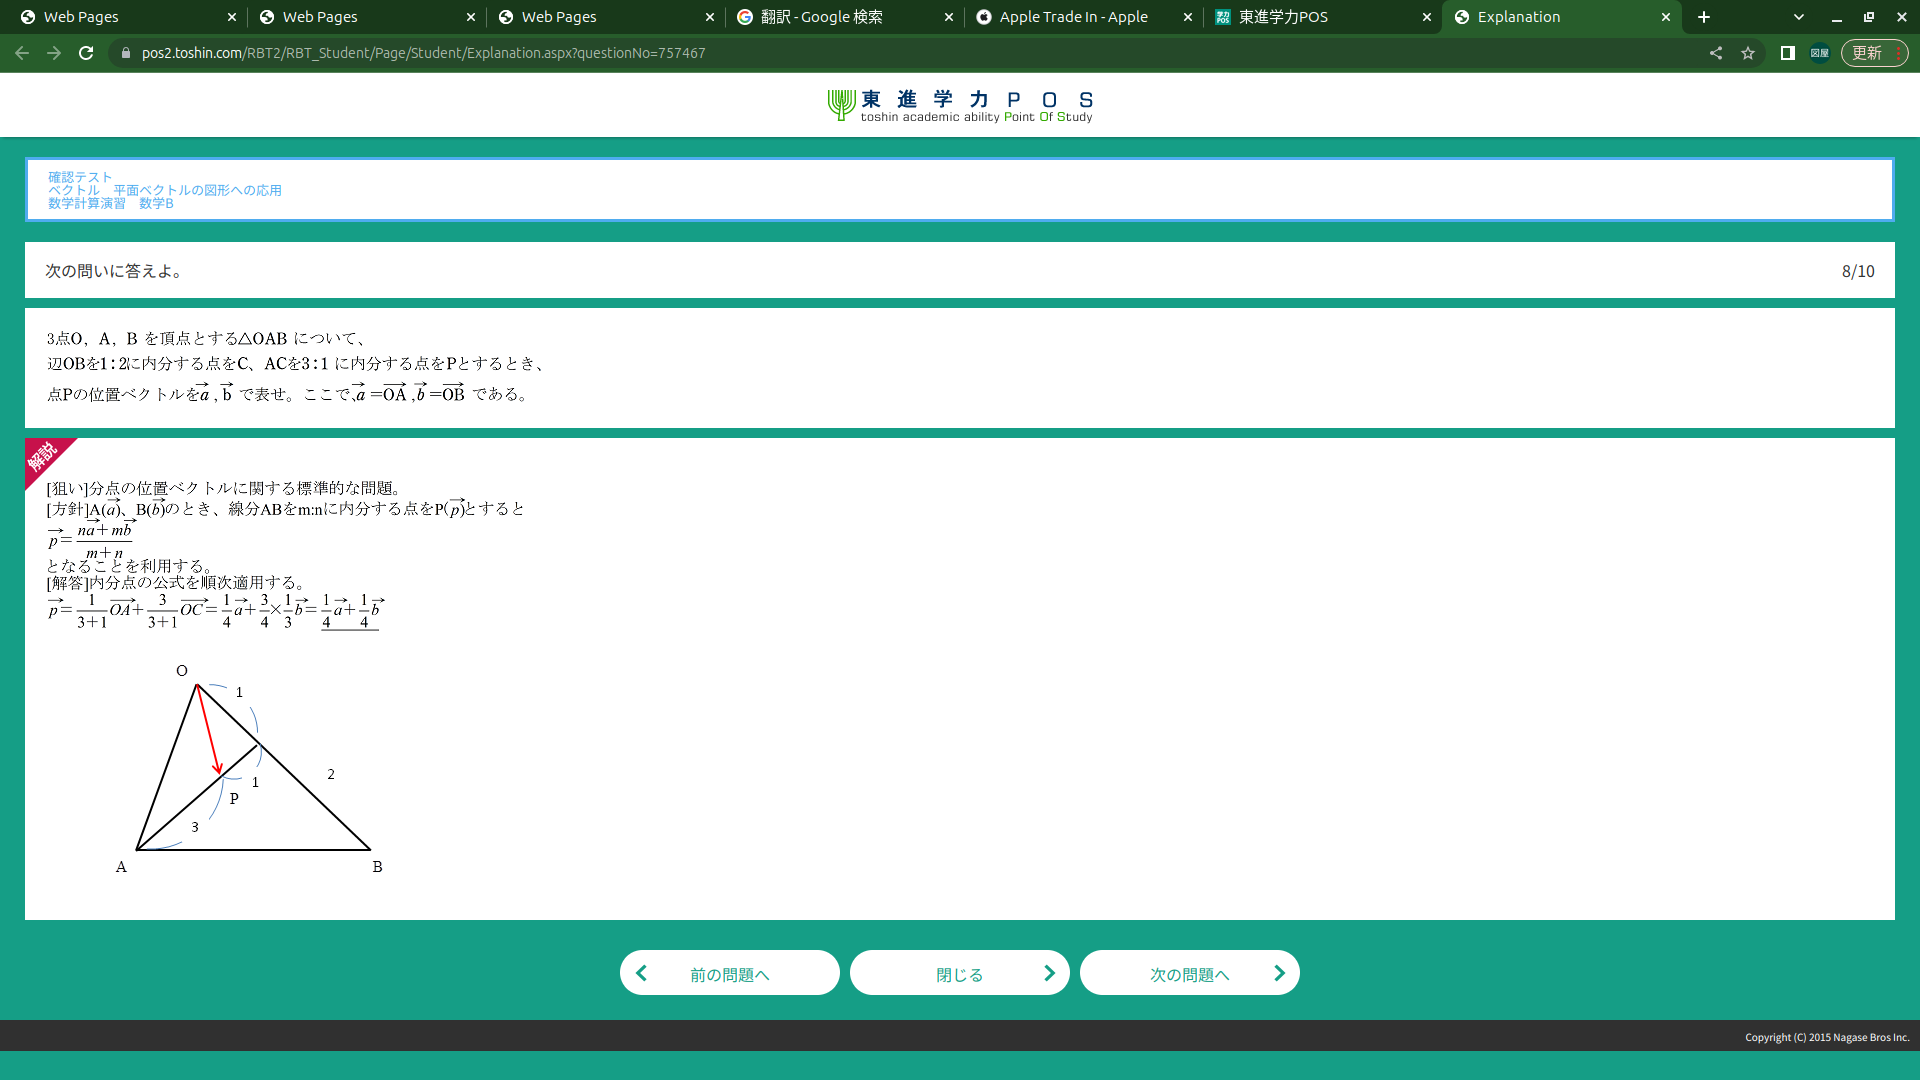 Web Pages
Web Pages
Web Pages
翻訳 - Google 検索
Apple Trade In - Apple
東進学力POS
Explanation
pos2.toshin.com/RBT2/RBT_Student/Page/Student/Explanation.aspx?questionNo=757467
図屋
更新
東進学力POS
toshin academic ability Point Of Study
確認テスト
ベクトル 平面ベクトルの図形への応用
数学計算演習 数学B
次の問いに答えよ。
8/10
3点O, A, B を頂点とする△OAB について、
辺OBを1:2に内分する点をC、ACを3:1 に内分する点をPとするとき、
点Pの位置ベクトルを\vec{a}, \vec{b} で表せ。ここで、\vec{a}=\overrightarrow{OA}, \vec{b}=\overrightarrow{OB} である。
解説
[狙い]分点の位置ベクトルに関する標準的な問題。
[方針]A(\vec{a})、B(\vec{b})のとき、線分ABをm:nに内分する点をP(\vec{p})とすると
\vec{p}=\frac{n\vec{a}+m\vec{b}}{m+n}
となることを利用する。
[解答]内分点の公式を順次適用する。
\vec{p}=\frac{1}{3+1}\overrightarrow{OA}+\frac{3}{3+1}\overrightarrow{OC}=\frac{1}{4}\vec{a}+\frac{3}{4}×\frac{1}{3}\vec{b}=\frac{1}{4}\vec{a}+\frac{1}{4}\vec{b}
O
1
2
1
P
3
A
B
前の問題へ
閉じる
次の問題へ
Copyright (C) 2015 Nagase Bros Inc.